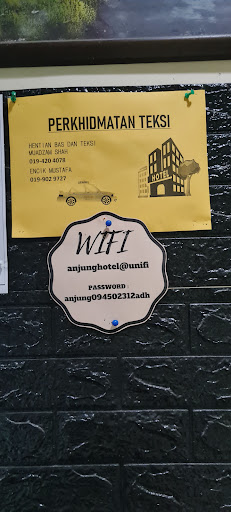 PERKHIDMATAN TEKSI
HENTIAN BAS DAN TEKSI
MUKDZAM SHAH
019-420 4078
ENCIK MUSTAFA
019-902 9727
HOTEL
WIFI
anjunghotel@unifi
PASSWORD :
anjung094502312adh